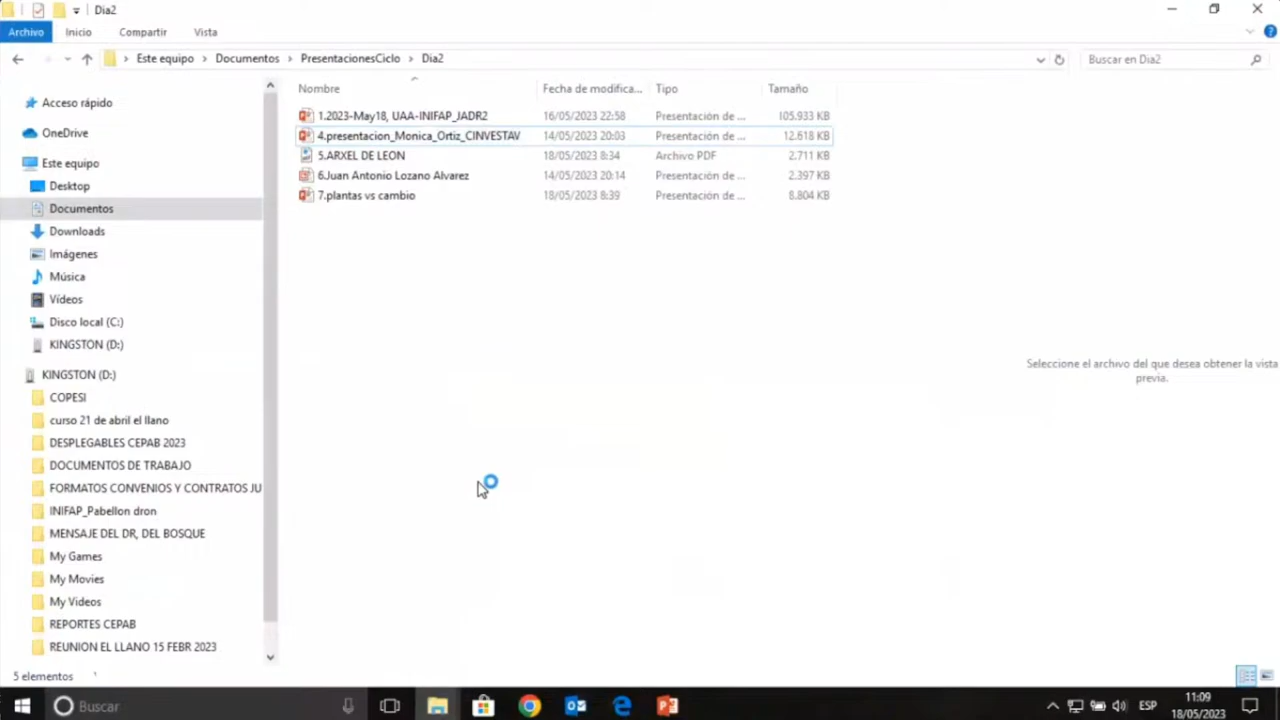 Dia2
Archivo Inicio Compartir Vista
Este equipo Documentos PresentacionesCiclo Dia2 Buscar en Dia2
Nombre Fecha de modifica... Tipo Tamaño
1.2023-May18, UAA-INIFAP_JADR2 16/05/2023 22:58 Presentación de ... 105.933 KB
4.presentacion_Monica_Ortiz_CINVESTAV 14/05/2023 20:03 Presentación de ... 12.618 KB
5.ARXEL DE LEON 18/05/2023 8:34 Archivo PDF 2.711 KB
6.Juan Antonio Lozano Alvarez 14/05/2023 20:14 Presentación de ... 2.397 KB
7.plantas vs cambio 18/05/2023 8:39 Presentación de ... 8.804 KB
Acceso rápido
OneDrive
Este equipo
Desktop
Documentos
Downloads
Imágenes
Música
Vídeos
Disco local (C:)
KINGSTON (D:)
KINGSTON (D:)
COPESI
curso 21 de abril el llano
DESPLEGABLES CEPAB 2023
DOCUMENTOS DE TRABAJO
FORMATOS CONVENIOS Y CONTRATOS JU
INIFAP_Pabellon dron
MENSAJE DEL DR, DEL BOSQUE
My Games
My Movies
My Videos
REPORTES CEPAB
REUNION EL LLANO 15 FEBR 2023
Seleccione el archivo del que desea obtener la vista
previa.
5 elementos
Buscar
ESP
11:09
18/05/2023